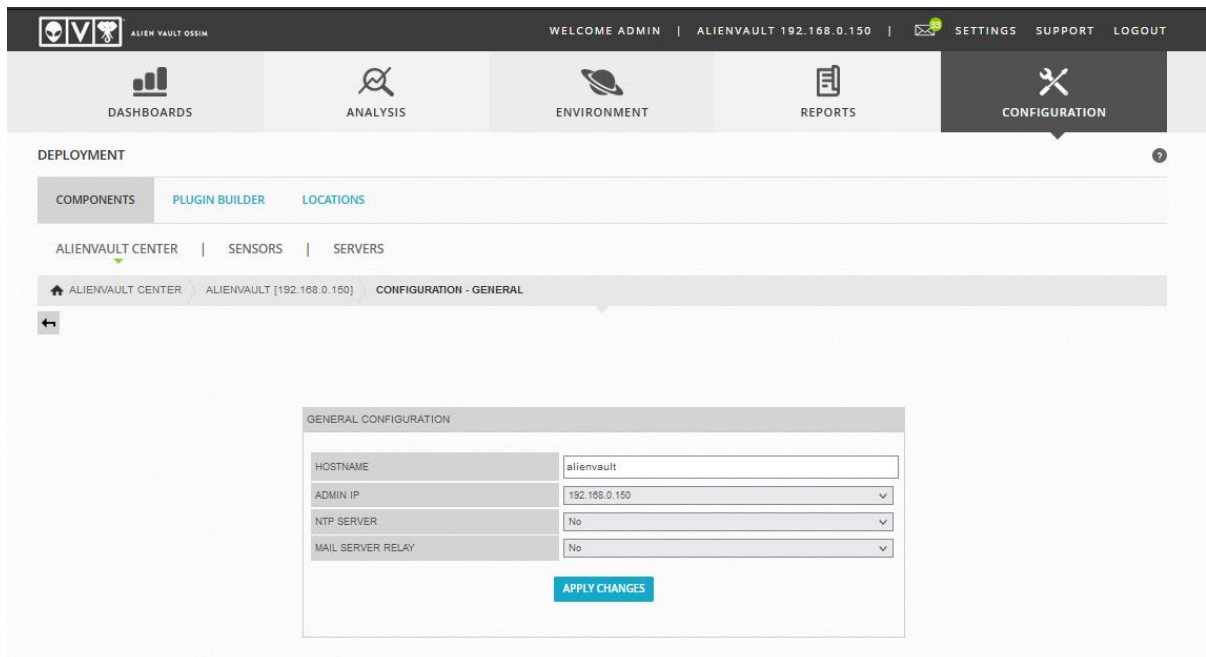 AV ALIEN VAULT OSSIM WELCOME ADMIN | ALIENVAULT 192.168.0.150 | 33 SETTINGS SUPPORT LOGOUT
DASHBOARDS ANALYSIS ENVIRONMENT REPORTS CONFIGURATION
DEPLOYMENT ?
COMPONENTS PLUGIN BUILDER LOCATIONS
ALIENVAULT CENTER | SENSORS | SERVERS
ALIENVAULT CENTER ALIENVAULT [192.168.0.150] CONFIGURATION - GENERAL
GENERAL CONFIGURATION
HOSTNAME alienvault
ADMIN IP 192.168.0.150
NTP SERVER No
MAIL SERVER RELAY No
APPLY CHANGES